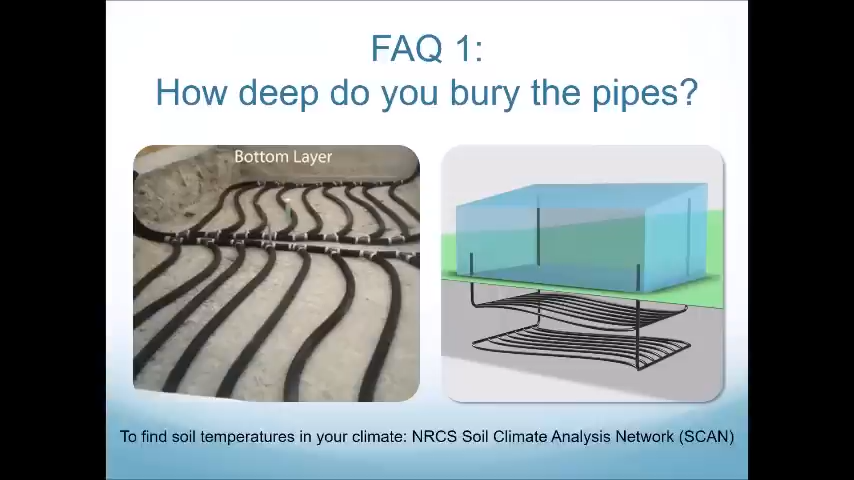 FAQ 1:
How deep do you bury the pipes?
Bottom Layer
To find soil temperatures in your climate: NRCS Soil Climate Analysis Network (SCAN)